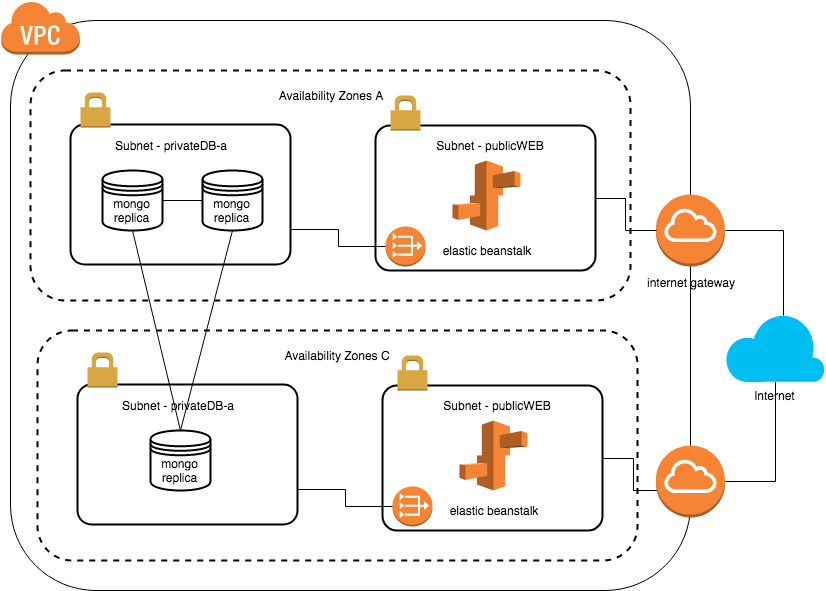 VPC
Availability Zones A
Subnet - privateDB-a
Subnet - publicWEB
mongo
replica
mongo
replica
elastic beanstalk
internet gateway
Availability Zones C
Subnet - privateDB-a
Subnet - publicWEB
Internet
mongo
replica
elastic beanstalk